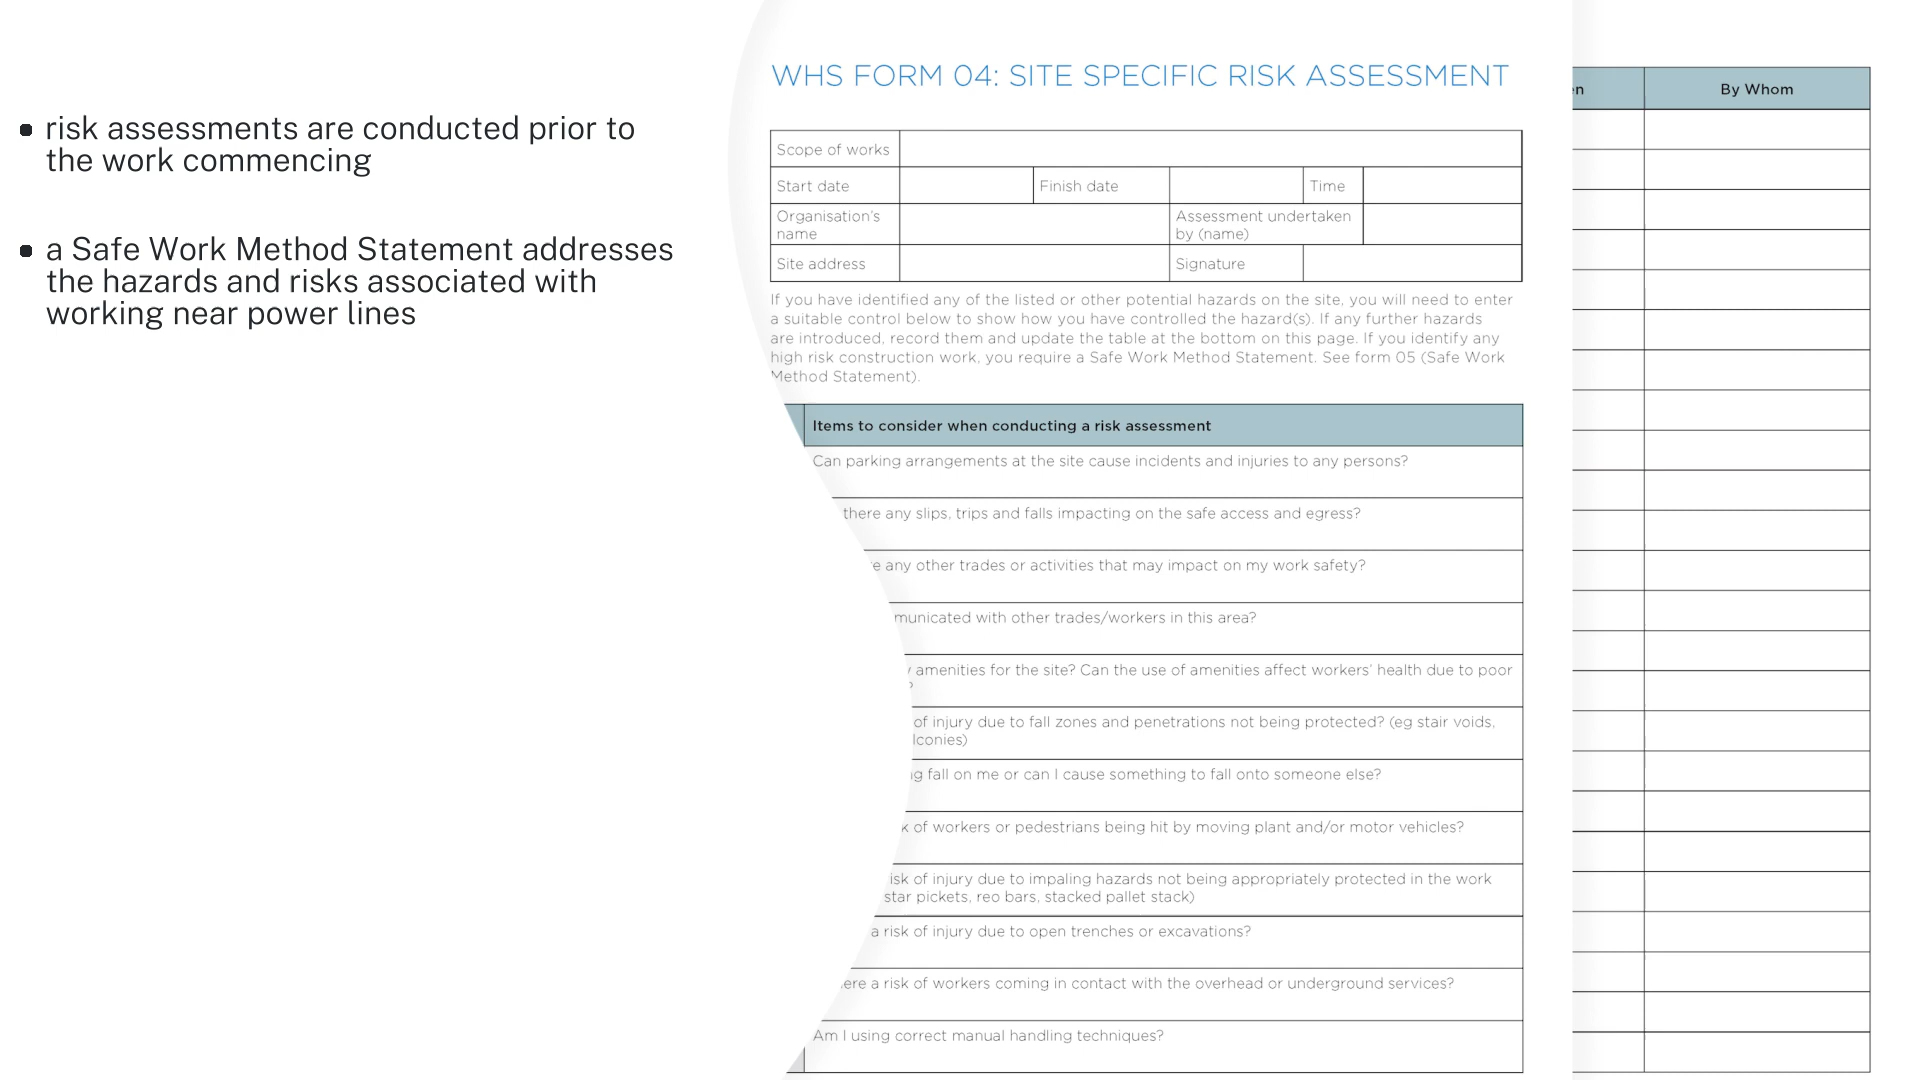 risk assessments are conducted prior to
the work commencing
a Safe Work Method Statement addresses
the hazards and risks associated with
working near power lines
WHS FORM 04: SITE SPECIFIC RISK ASSESSMENT
Scope of works
Start date Finish date Time
Organisation's name Assessment undertaken by (name)
Site address Signature
If you have identified any of the listed or other potential hazards on the site, you will need to enter
a suitable control below to show how you have controlled the hazard(s). If any further hazards
are introduced, record them and update the table at the bottom on this page. If you identify any
high risk construction work, you require a Safe Work Method Statement. See form 05 (Safe Work
Method Statement).
Items to consider when conducting a risk assessment
Can parking arrangements at the site cause incidents and injuries to any persons?
there any slips, trips and falls impacting on the safe access and egress?
any other trades or activities that may impact on my work safety?
with other trades/workers in this area?
amenities for the site? Can the use of amenities affect workers' health due to poor
of injury due to fall zones and penetrations not being protected? (eg stair voids,
fall on me or can I cause something to fall onto someone else?
of workers or pedestrians being hit by moving plant and/or motor vehicles?
of injury due to impaling hazards not being appropriately protected in the work
star pickets, reo bars, stacked pallet stack)
a risk of injury due to open trenches or excavations?
a risk of workers coming in contact with the overhead or underground services?
Am I using correct manual handling techniques?
By Whom